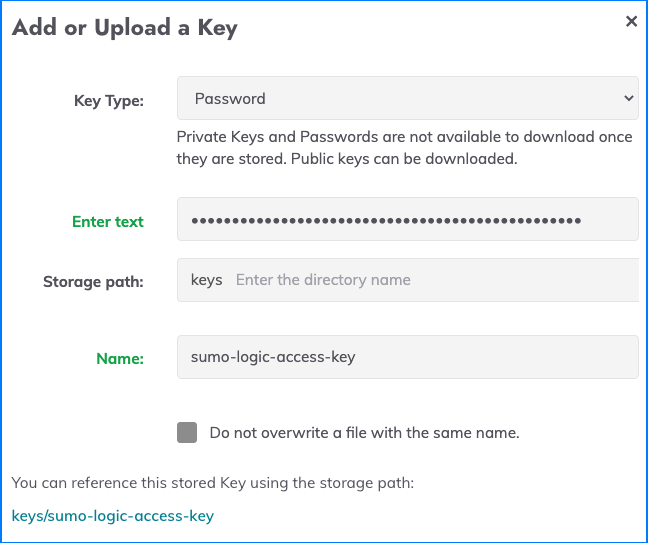 Add or Upload a Key ×
Key Type: Password
Private Keys and Passwords are not available to download once
they are stored. Public keys can be downloaded.
Enter text ••••••••••••••••••••••••••••••••••••••••••••••••
Storage path: keys Enter the directory name
Name: sumo-logic-access-key
Do not overwrite a file with the same name.
You can reference this stored Key using the storage path:
keys/sumo-logic-access-key